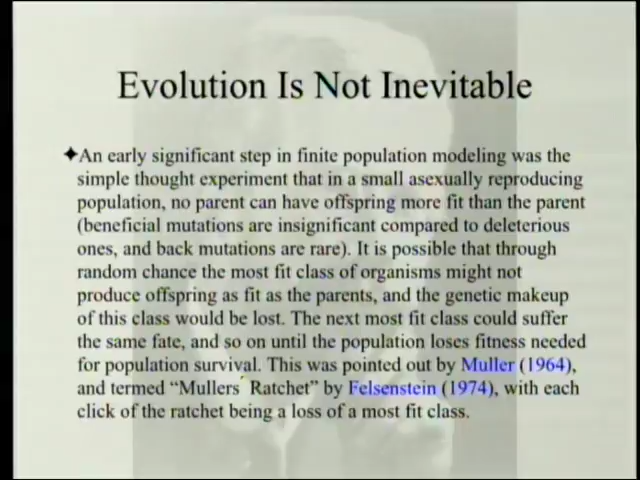 Evolution Is Not Inevitable
✦An early significant step in finite population modeling was the
simple thought experiment that in a small asexually reproducing
population, no parent can have offspring more fit than the parent
(beneficial mutations are insignificant compared to deleterious
ones, and back mutations are rare). It is possible that through
random chance the most fit class of organisms might not
produce offspring as fit as the parents, and the genetic makeup
of this class would be lost. The next most fit class could suffer
the same fate, and so on until the population loses fitness needed
for population survival. This was pointed out by Muller (1964),
and termed “Mullers´ Ratchet” by Felsenstein (1974), with each
click of the ratchet being a loss of a most fit class.